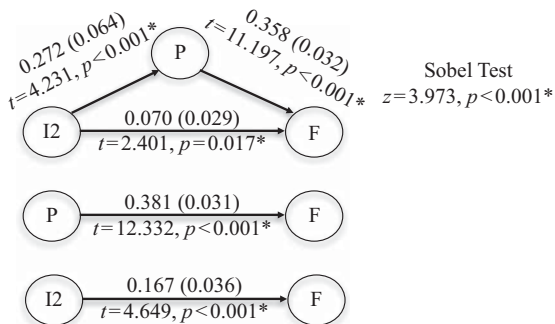 0.272 (0.064)
t=4.231, p<0.001*
P
0.358 (0.032)
t=11.197, p<0.001*
Sobel Test
z=3.973, p<0.001*
I2
0.070 (0.029)
t=2.401, p=0.017*
F
P
0.381 (0.031)
t=12.332, p<0.001*
F
I2
0.167 (0.036)
t=4.649, p<0.001*
F